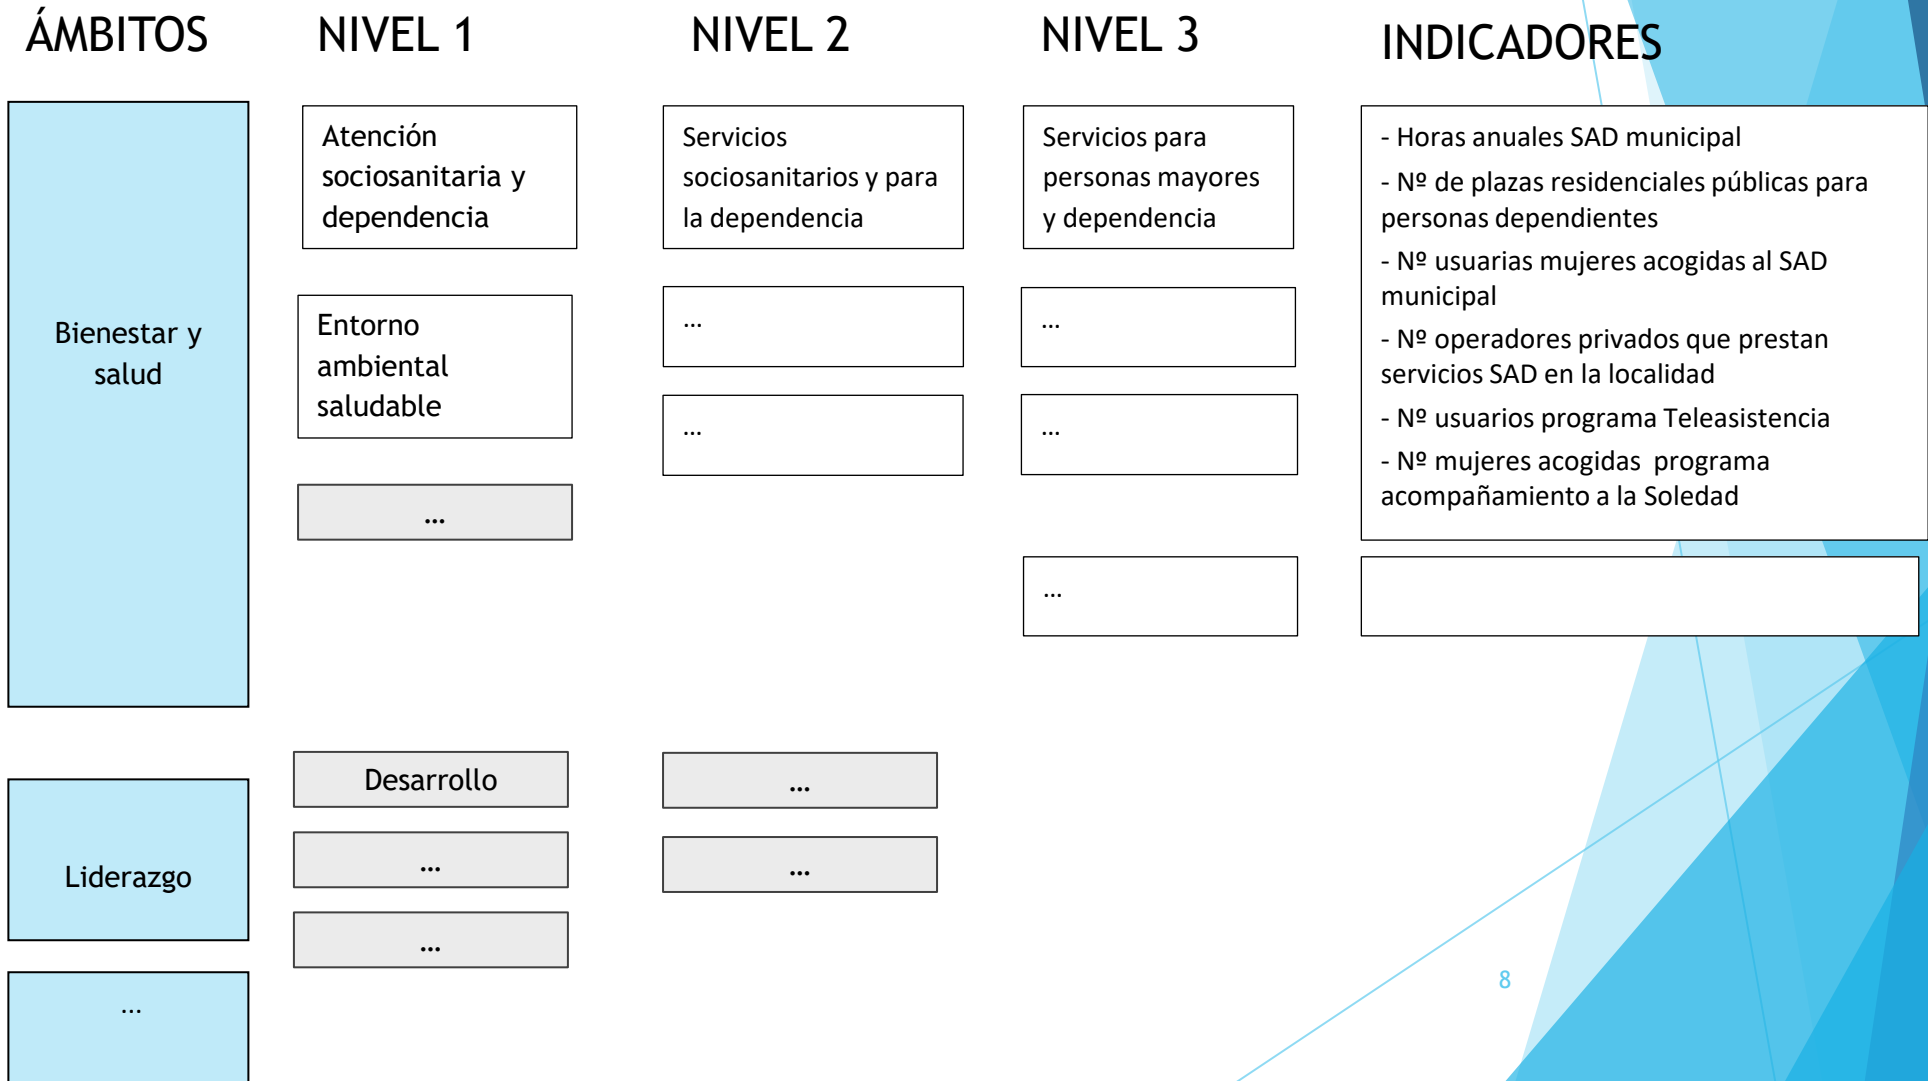 ÁMBITOS
NIVEL 1
NIVEL 2
NIVEL 3
INDICADORES
Bienestar y
salud
Atención
sociosanitaria y
dependencia
Servicios
sociosanitarios y para
la dependencia
Servicios para
personas mayores
y dependencia
- Horas anuales SAD municipal
- Nº de plazas residenciales públicas para
personas dependientes
- Nº usuarias mujeres acogidas al SAD
municipal
- Nº operadores privados que prestan
servicios SAD en la localidad
- Nº usuarios programa Teleasistencia
- Nº mujeres acogidas  programa
acompañamiento a la Soledad
Entorno
ambiental
saludable
...
...
...
...
...
...
...
Liderazgo
Desarrollo
...
...
...
...
...
8